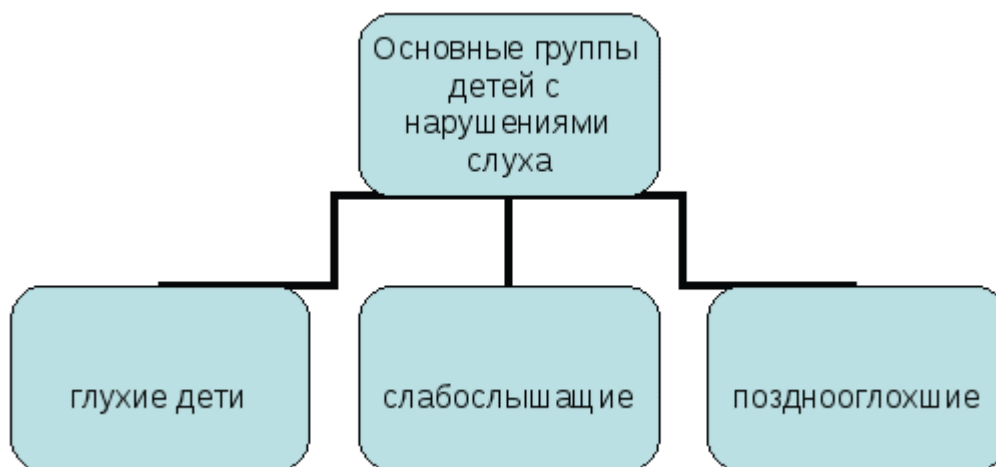 Основные группы
детей с
нарушениями
слуха
глухие дети
слабослышащие
позднооглохшие